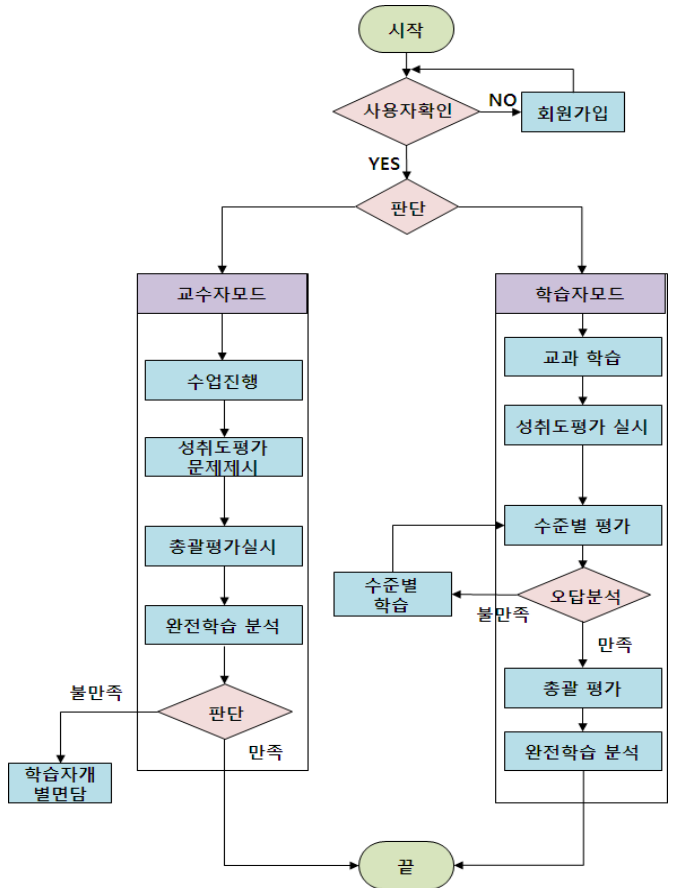 시작
사용자확인
NO
회원가입
YES
판단
교수자모드
수업진행
성취도평가
문제제시
총괄평가실시
완전학습 분석
판단
불만족
만족
학습자개
별면담
학습자모드
교과 학습
성취도평가 실시
수준별 평가
오답분석
불만족
수준별
학습
만족
총괄 평가
완전학습 분석
끝